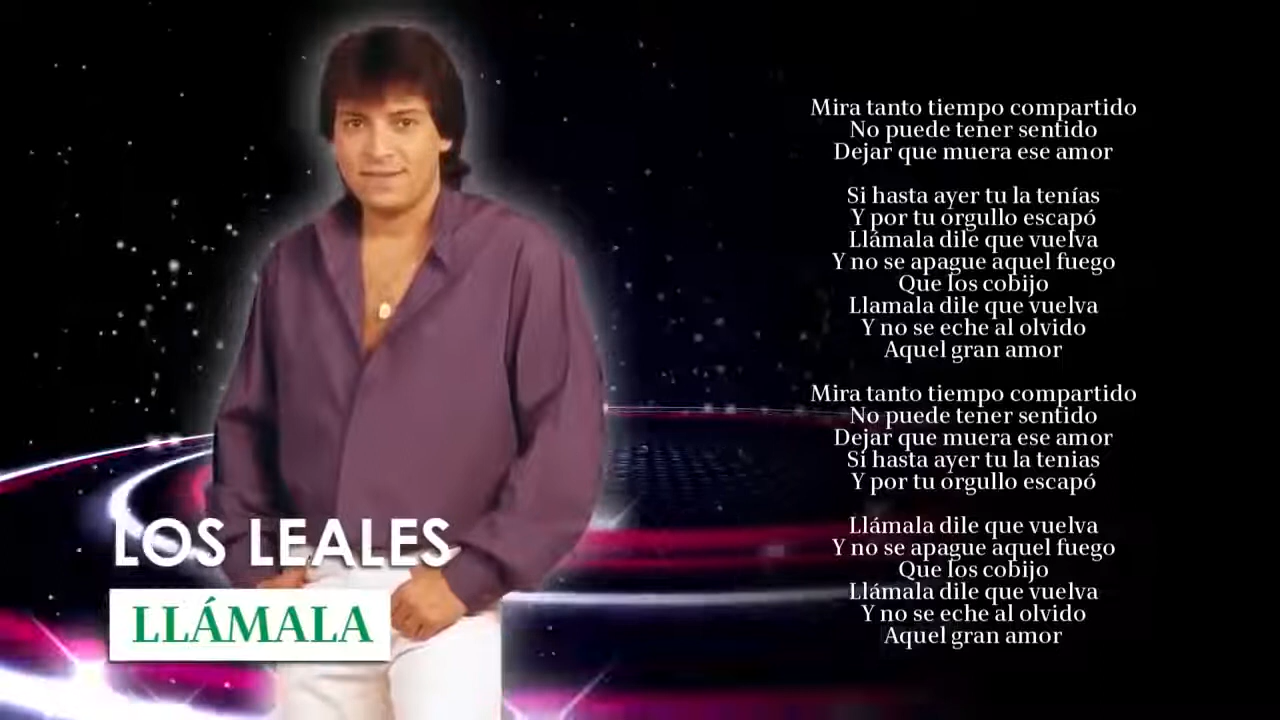 Mira tanto tiempo compartido
No puede tener sentido
Dejar que muera ese amor
Si hasta ayer tu la tenías
Y por tu orgullo escapó
Llámala dile que vuelva
Y no se apague aquel fuego
Que los cobijo
Llamala dile que vuelva
Y no se eche al olvido
Aquel gran amor
Mira tanto tiempo compartido
No puede tener sentido
Dejar que muera ese amor
Si hasta ayer tu la tenias
Y por tu orgullo escapó
Llámala dile que vuelva
Y no se apague aquel fuego
Que los cobijo
Llámala dile que vuelva
Y no se eche al olvido
Aquel gran amor
LOS LEALES
LLÁMALA